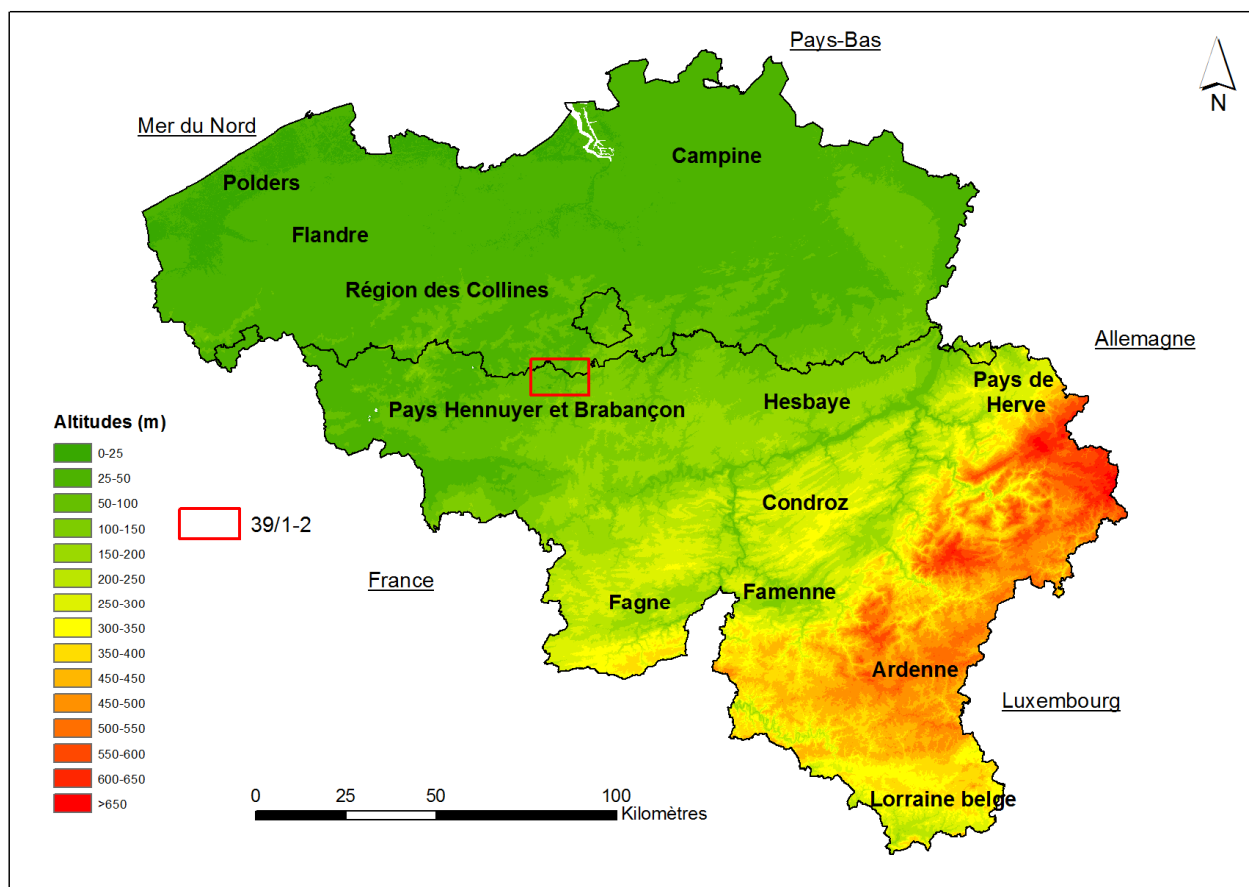 Pays-Bas
N
Mer du Nord
Campine
Polders
Flandre
Région des Collines
Allemagne
Pays de
Herve
Hesbaye
Pays Hennuyer et Brabançon
Altitudes (m)
0-25
25-50
50-100
100-150
150-200
200-250
250-300
300-350
350-400
450-450
450-500
500-550
550-600
600-650
>650
39/1-2
Condroz
France
Famenne
Fagne
Ardenne
Luxembourg
Lorraine belge
0 25 50 100
Kilomètres